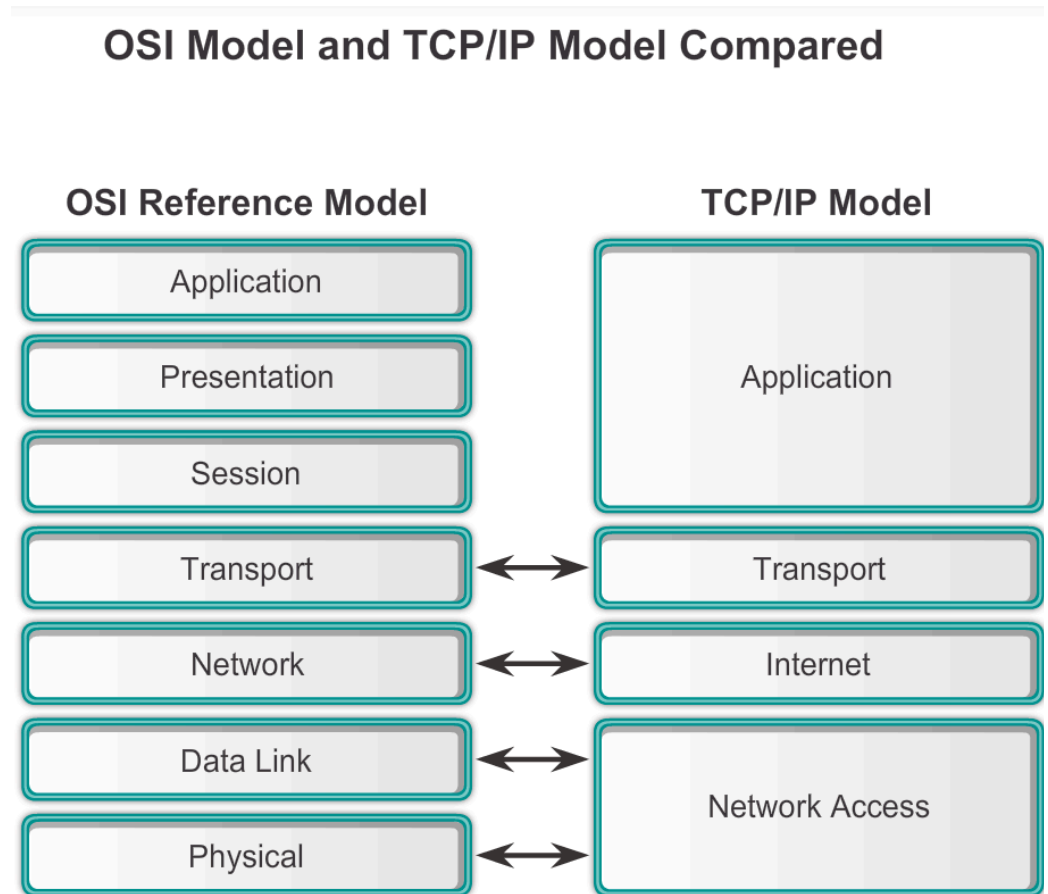 OSI Model and TCP/IP Model Compared
OSI Reference Model
Application
Presentation
Session
Transport
Network
Data Link
Physical
TCP/IP Model
Application
Transport
Internet
Network Access